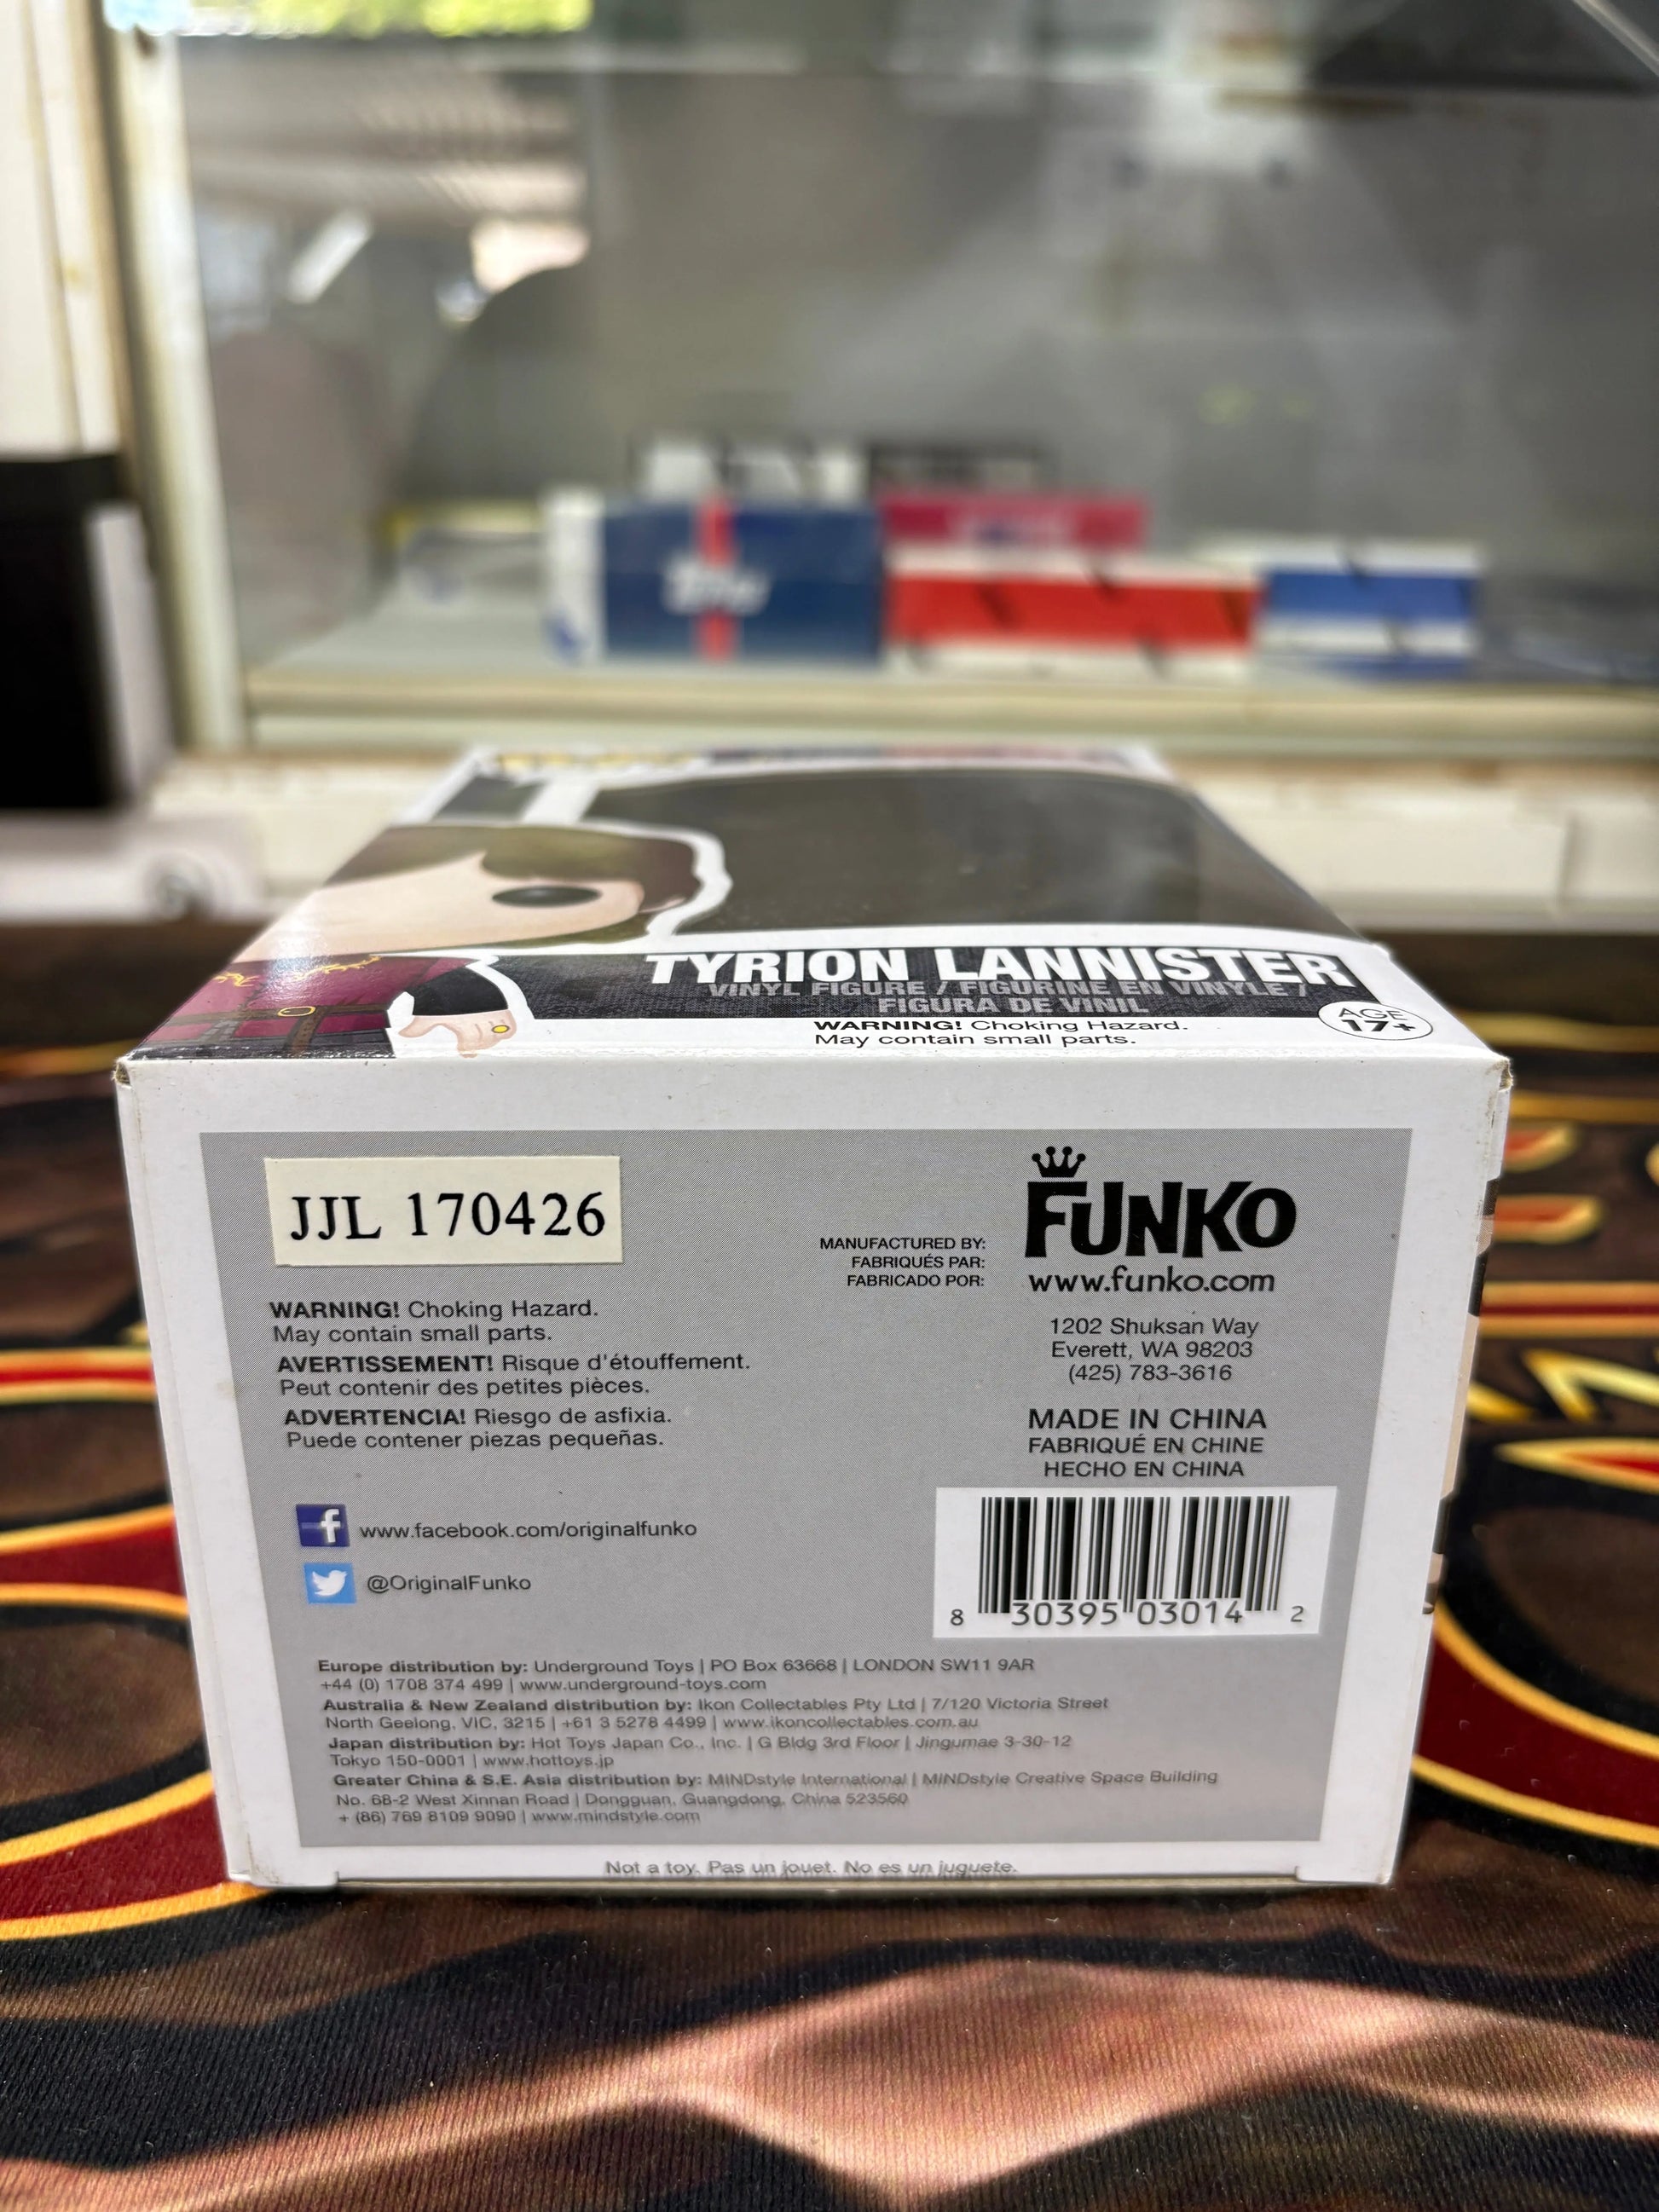 Topps
TYRION LANNISTER
VINYL FIGURE / FIGURINE EN VINYLE /
FIGURA DE VINIL
WARNING! Choking Hazard.
May contain small parts.
AGE
17+
JJL 170426
WARNING! Choking Hazard.
May contain small parts.
AVERTISSEMENT! Risque d'étouffement.
Peut contenir des petites pièces.
ADVERTENCIA! Riesgo de asfixia.
Puede contener piezas pequeñas.
MANUFACTURED BY:
FABRIQUÉS PAR:
FABRICADO POR:
FUNKO
www.funko.com
1202 Shuksan Way
Everett, WA 98203
(425) 783-3616
MADE IN CHINA
FABRIQUÉ EN CHINE
HECHO EN CHINA
f www.facebook.com/originalfunko
@OriginalFunko
8 30395 03014 2
Europe distribution by: Underground Toys | PO Box 63668 | LONDON SW11 9AR
+44 (0) 1708 374 499 | www.underground-toys.com
Australia & New Zealand distribution by: Ikon Collectables Pty Ltd | 7/120 Victoria Street
North Geelong, VIC, 3215 | +61 3 5278 4499 | www.ikoncollectables.com.au
Japan distribution by: Hot Toys Japan Co., Inc. | G Bldg 3rd Floor | Jingumae 3-30-12
Tokyo 150-0001 | www.hottoys.jp
Greater China & S.E. Asia distribution by: MINDstyle International | MINDstyle Creative Space Building
No. 68-2 West Xinnan Road | Dongguan, Guangdong, China 523560
+ (86) 769 8109 9090 | www.mindstyle.com
Not a toy. Pas un jouet. No es un juguete.